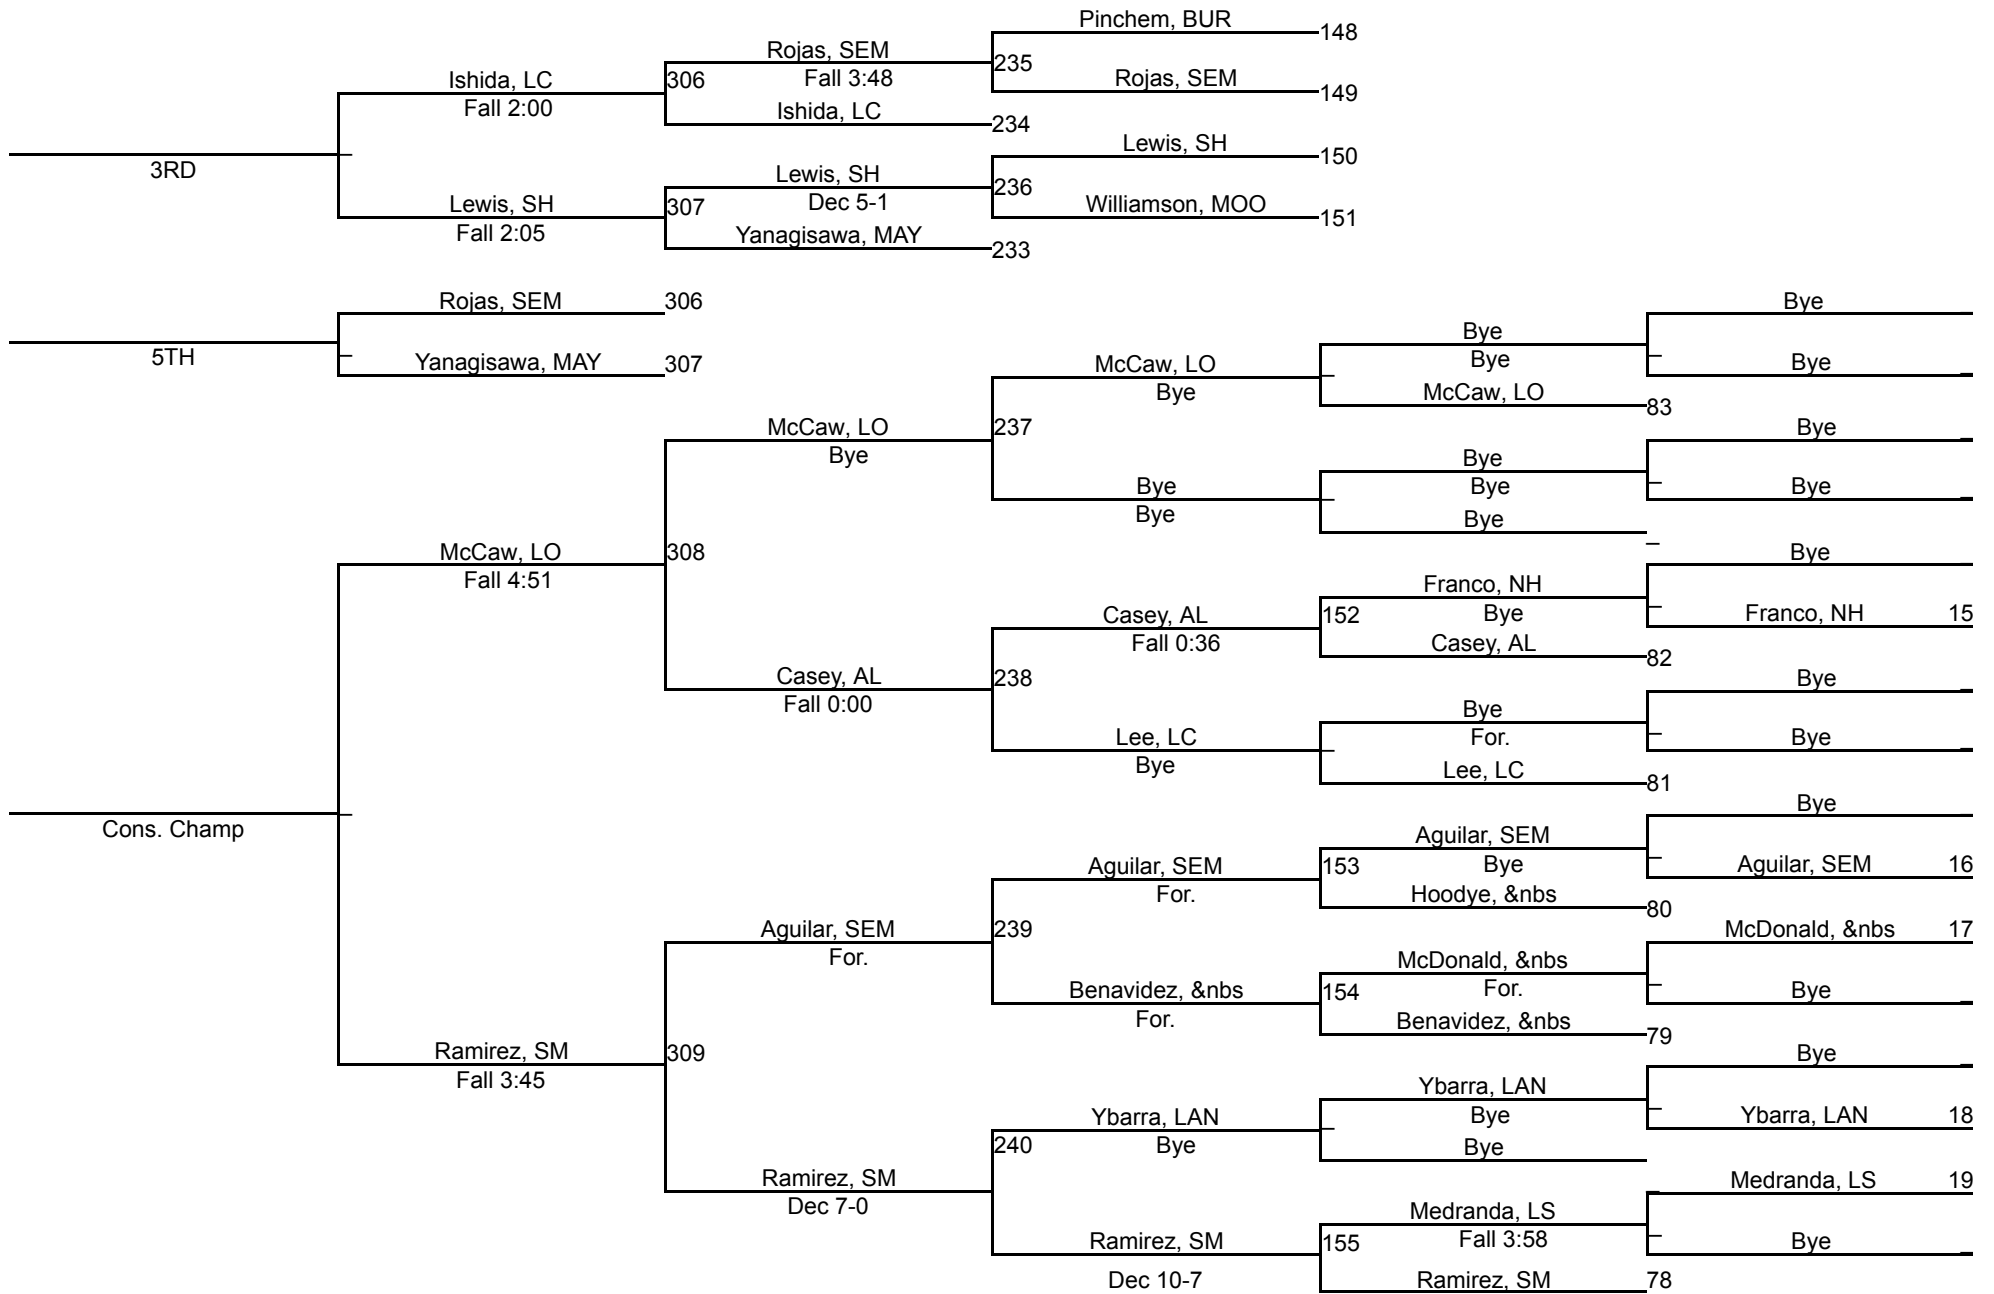 Pinchem, BUR
148
Rojas, SEM
235
Fall 3:48
Rojas, SEM
149
Ishida, LC
306
Fall 2:00
Ishida, LC
234
Lewis, SH
150
3RD
Lewis, SH
236
Dec 5-1
Williamson, MOO
151
Lewis, SH
307
Fall 2:05
Yanagisawa, MAY
233
Rojas, SEM
306
5TH
Yanagisawa, MAY
307
Bye
Bye
Bye
Bye
McCaw, LO
Bye
McCaw, LO
83
McCaw, LO
237
Bye
Bye
Bye
Bye
Bye
Bye
Bye
Bye
McCaw, LO
308
Fall 4:51
Bye
Franco, NH
Bye
Franco, NH 15
Casey, AL
152
Fall 0:36
Casey, AL
82
Casey, AL
238
Fall 0:00
Bye
Bye
For.
Bye
Lee, LC
Bye
Lee, LC
81
Cons. Champ
Bye
Aguilar, SEM
Bye
Aguilar, SEM 16
Aguilar, SEM
153
For.
Hoodye, &nbs
80
Aguilar, SEM
239
For.
McDonald, &nbs 17
McDonald, &nbs
For.
Bye
Benavidez, &nbs
154
For.
Benavidez, &nbs
79
Ramirez, SM
309
Fall 3:45
Bye
Ybarra, LAN
Bye
Ybarra, LAN 18
Ybarra, LAN
240
Bye
Bye
Ramirez, SM
Dec 7-0
Medranda, LS 19
Medranda, LS
Fall 3:58
Bye
Ramirez, SM
155
Dec 10-7
Ramirez, SM
78